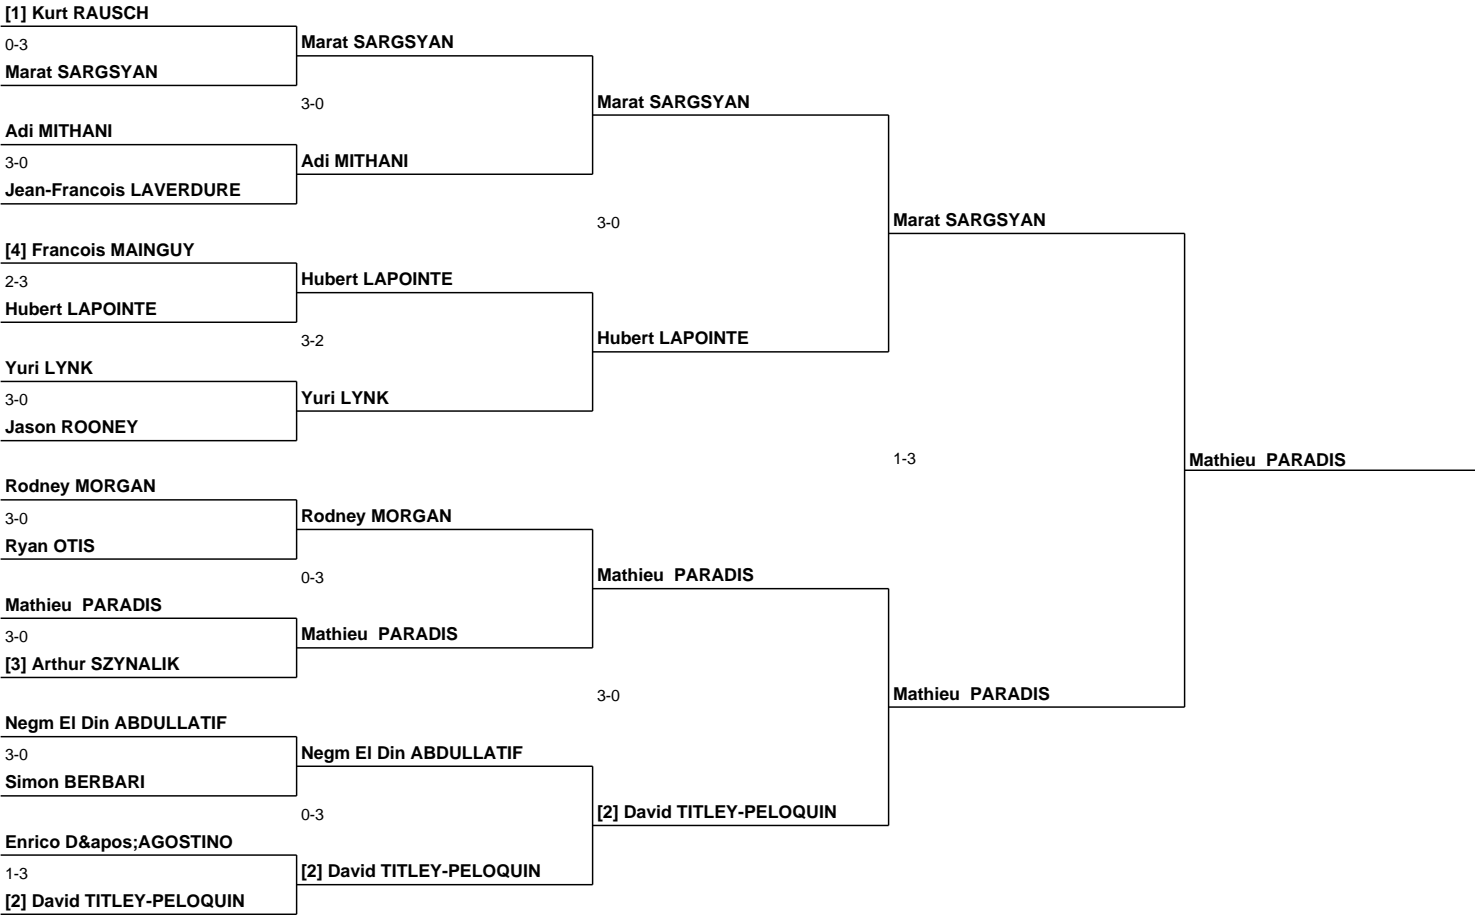 [1] Kurt RAUSCH
0-3
Marat SARGSYAN
Marat SARGSYAN
3-0
Marat SARGSYAN
Adi MITHANI
3-0
Adi MITHANI
Jean-Francois LAVERDURE
3-0
Marat SARGSYAN
[4] Francois MAINGUY
2-3
Hubert LAPOINTE
Hubert LAPOINTE
3-2
Hubert LAPOINTE
Yuri LYNK
3-0
Yuri LYNK
Jason ROONEY
1-3
Mathieu  PARADIS
Rodney MORGAN
3-0
Rodney MORGAN
Ryan OTIS
0-3
Mathieu  PARADIS
Mathieu  PARADIS
3-0
Mathieu  PARADIS
[3] Arthur SZYNALIK
3-0
Mathieu  PARADIS
Negm El Din ABDULLATIF
3-0
Negm El Din ABDULLATIF
Simon BERBARI
0-3
[2] David TITLEY-PELOQUIN
Enrico D&apos;AGOSTINO
1-3
[2] David TITLEY-PELOQUIN
[2] David TITLEY-PELOQUIN